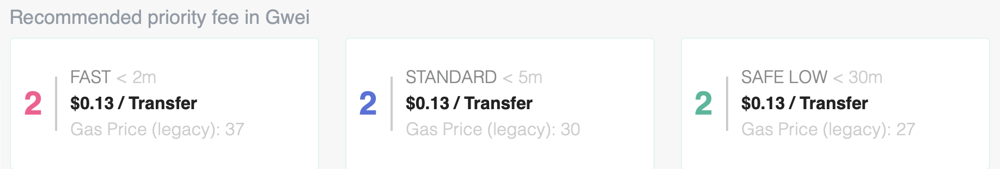 Recommended priority fee in Gwei
2
FAST < 2m
$0.13 / Transfer
Gas Price (legacy): 37
2
STANDARD < 5m
$0.13 / Transfer
Gas Price (legacy): 30
2
SAFE LOW < 30m
$0.13 / Transfer
Gas Price (legacy): 27